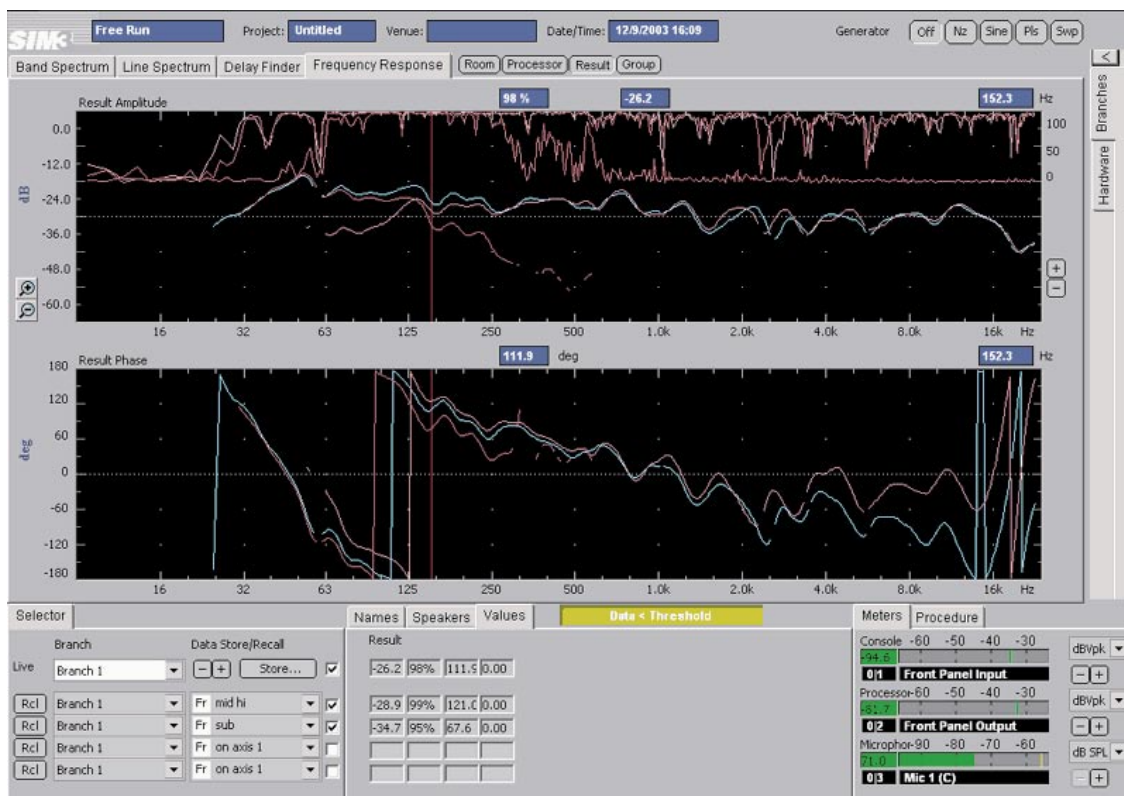 SIM3 Free Run Project: Untitled Venue: Date/Time: 12/9/2003 16:09 Generator Off Nz Sine Pls Swp
Band Spectrum Line Spectrum Delay Finder Frequency Response Room Processor Result Group <
Branches
Hardware
Result Amplitude 98 % -26.2 152.3 Hz
dB
0.0 100
-12.0 50
0
-24.0
-36.0
-48.0 +
-60.0 −
16 32 63 125 250 500 1.0k 2.0k 4.0k 8.0k 16k Hz
Result Phase 111.9 deg 152.3 Hz
deg
180
120
60
0
-60
-120
-180
16 32 63 125 250 500 1.0k 2.0k 4.0k 8.0k 16k Hz
Selector Names Speakers Values Data < Threshold Meters Procedure
Branch Data Store/Recall Result
Live Branch 1 − + Store... -26.2 98% 111.9 0.00
Rcl Branch 1 Fr mid hi -28.9 99% 121.0 0.00
Rcl Branch 1 Fr sub -34.7 95% 67.6 0.00
Rcl Branch 1 Fr on axis 1
Rcl Branch 1 Fr on axis 1
Console -60 -50 -40 -30 dBVpk
-94.6
0|1 Front Panel Input − +
Processor-60 -50 -40 -30 dBVpk
-61.7
0|2 Front Panel Output − +
Microphor-90 -80 -70 -60 dB SPL
71.0
0|3 Mic 1 (C) − +